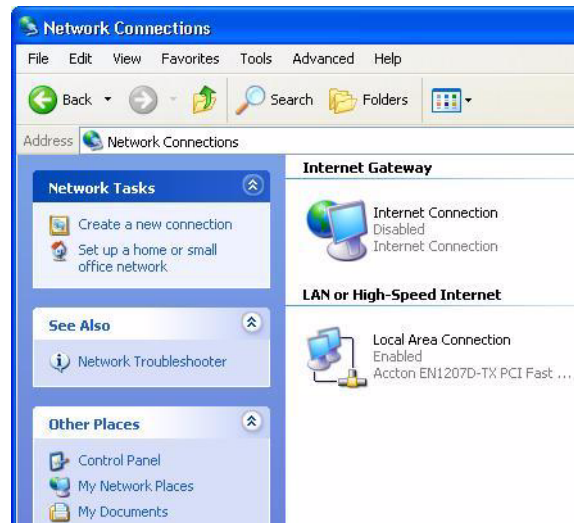 Network Connections
File Edit View Favorites Tools Advanced Help
Back Search Folders
Address Network Connections
Network Tasks
Create a new connection
Set up a home or small
office network
See Also
Network Troubleshooter
Other Places
Control Panel
My Network Places
My Documents
Internet Gateway
Internet Connection
Disabled
Internet Connection
LAN or High-Speed Internet
Local Area Connection
Enabled
Accton EN1207D-TX PCI Fast ...